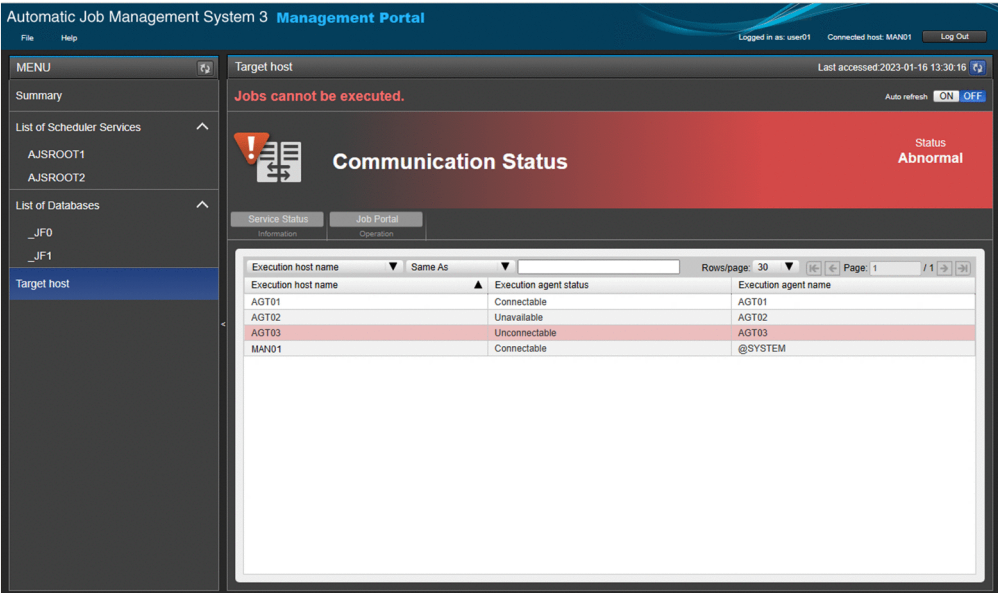 Automatic Job Management System 3 Management Portal
File Help Logged in as: user01 Connected host: MAN01 Log Out
MENU
Summary
List of Scheduler Services
AJSROOT1
AJSROOT2
List of Databases
_JF0
_JF1
Target host
<
Target host Last accessed:2023-01-16 13:30:16
Jobs cannot be executed. Auto refresh ON OFF
Communication Status
Status
Abnormal
Service Status Job Portal
Information Operation
Execution host name ▼ Same As ▼ Rows/page: 30 ▼ Page: 1 / 1
Execution host name ▲ Execution agent status Execution agent name
AGT01 Connectable AGT01
AGT02 Unavailable AGT02
AGT03 Unconnectable AGT03
MAN01 Connectable @SYSTEM